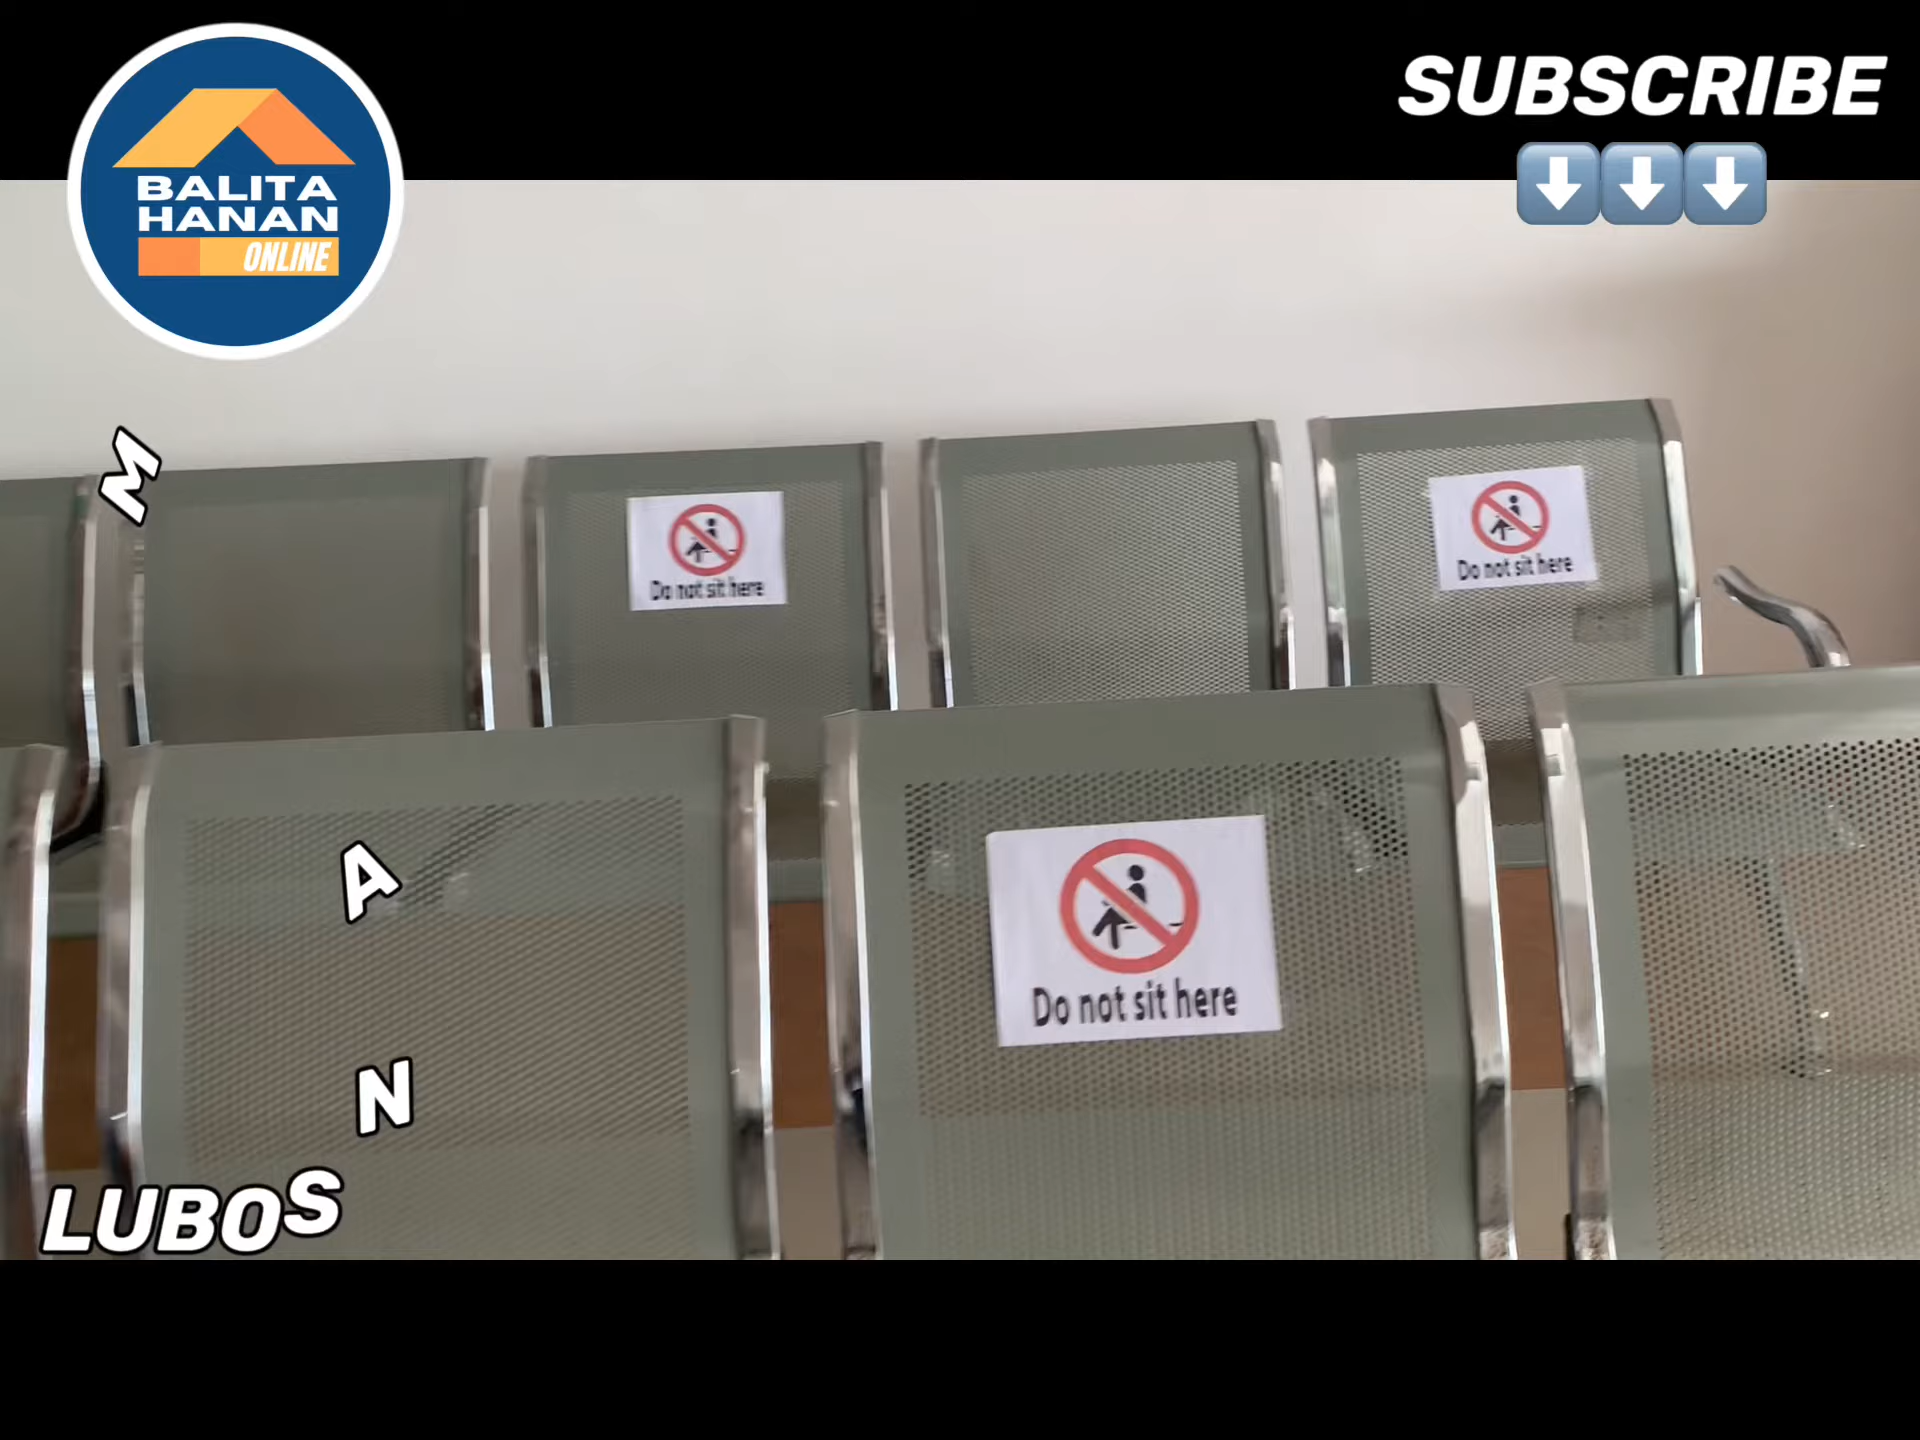 BALITA
HANAN
ONLINE
SUBSCRIBE
M
Do not sit here
Do not sit here
A
Do not sit here
N
LUBOS